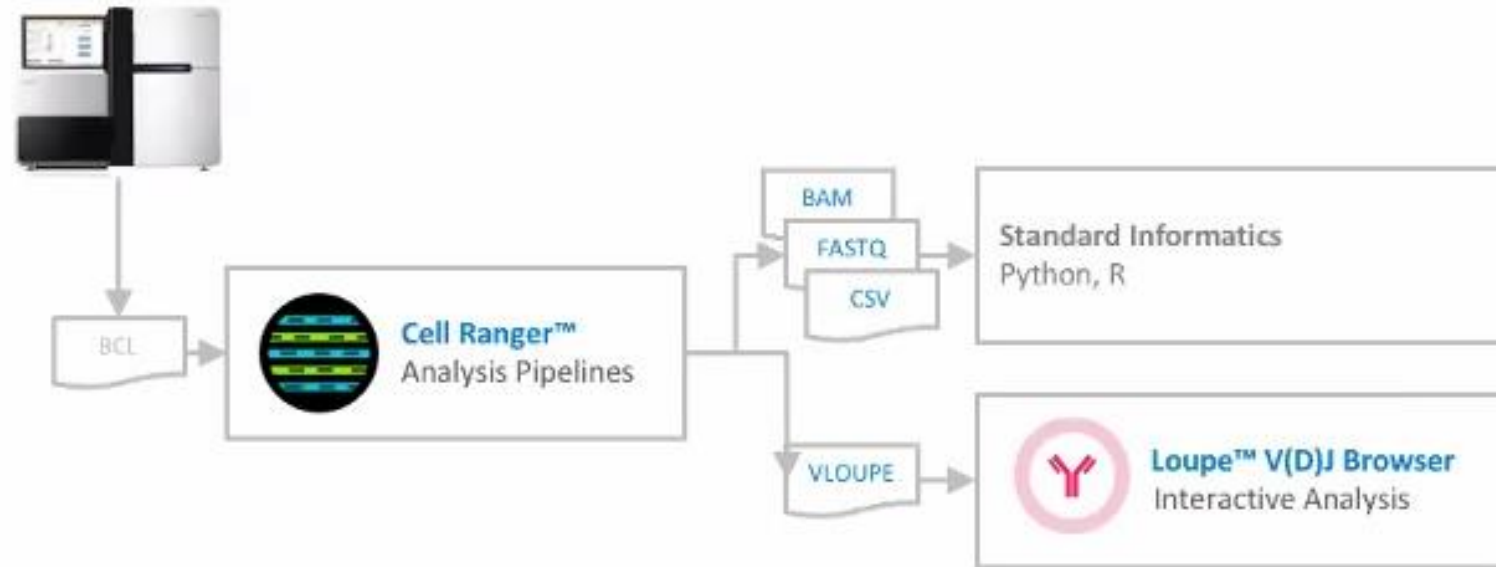 BCL
Cell Ranger™
Analysis Pipelines
BAM
FASTQ
CSV
Standard Informatics
Python, R
VLOUPE
Loupe™ V(D)J Browser
Interactive Analysis